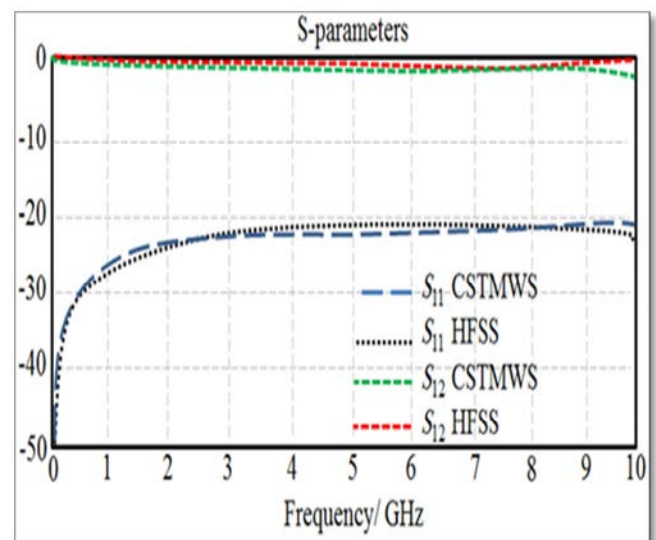 S-parameters
0
-10
-20
-30
-40
-50
S11 CSTMWS
S11 HFSS
S12 CSTMWS
S12 HFSS
0 1 2 3 4 5 6 7 8 9 10
Frequency/ GHz